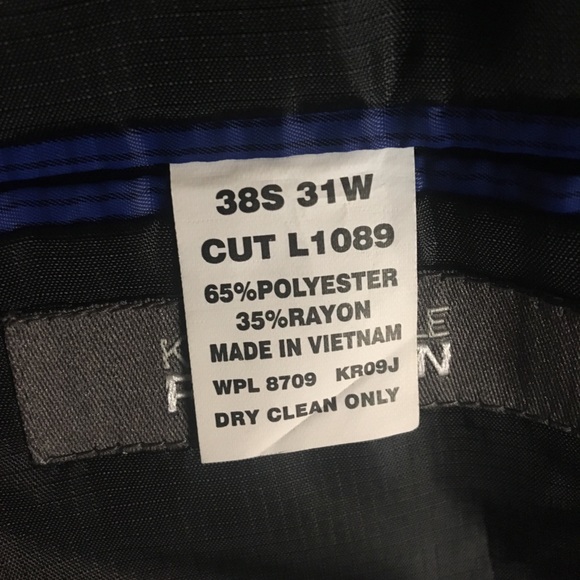 38S 31W
CUT L1089
65%POLYESTER
35%RAYON
MADE IN VIETNAM
WPL 8709 KR09J
DRY CLEAN ONLY